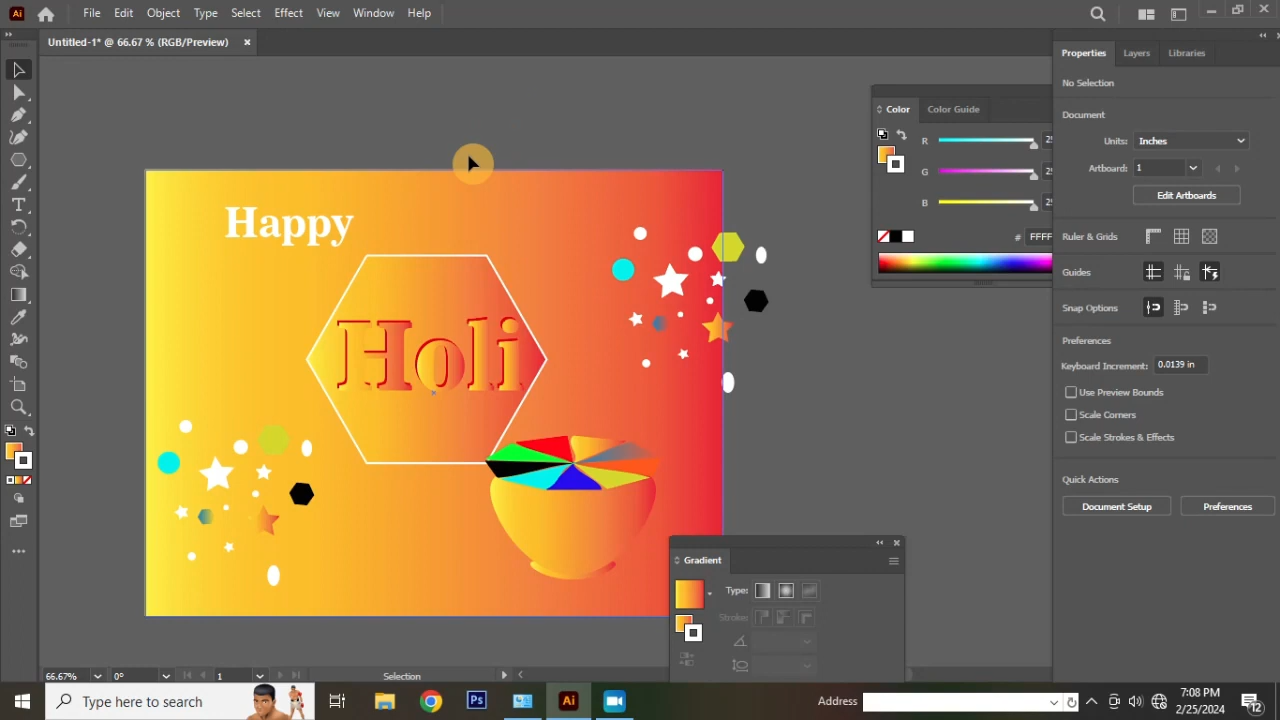 Ai File Edit Object Type Select Effect View Window Help
Untitled-1* @ 66.67 % (RGB/Preview) ×
Properties Layers Libraries
No Selection
Document
Units: Inches
Artboard: 1
Edit Artboards
Ruler & Grids
Guides
Snap Options
Preferences
Keyboard Increment: 0.0139 in
Use Preview Bounds
Scale Corners
Scale Strokes & Effects
Quick Actions
Document Setup Preferences
Color Color Guide
R
G
B
# FFFF
Happy
Holi
Gradient
Type:
Stroke:
66.67% 0° 1 Selection
Type here to search Ps Ai Address 7:08 PM
2/25/2024 12